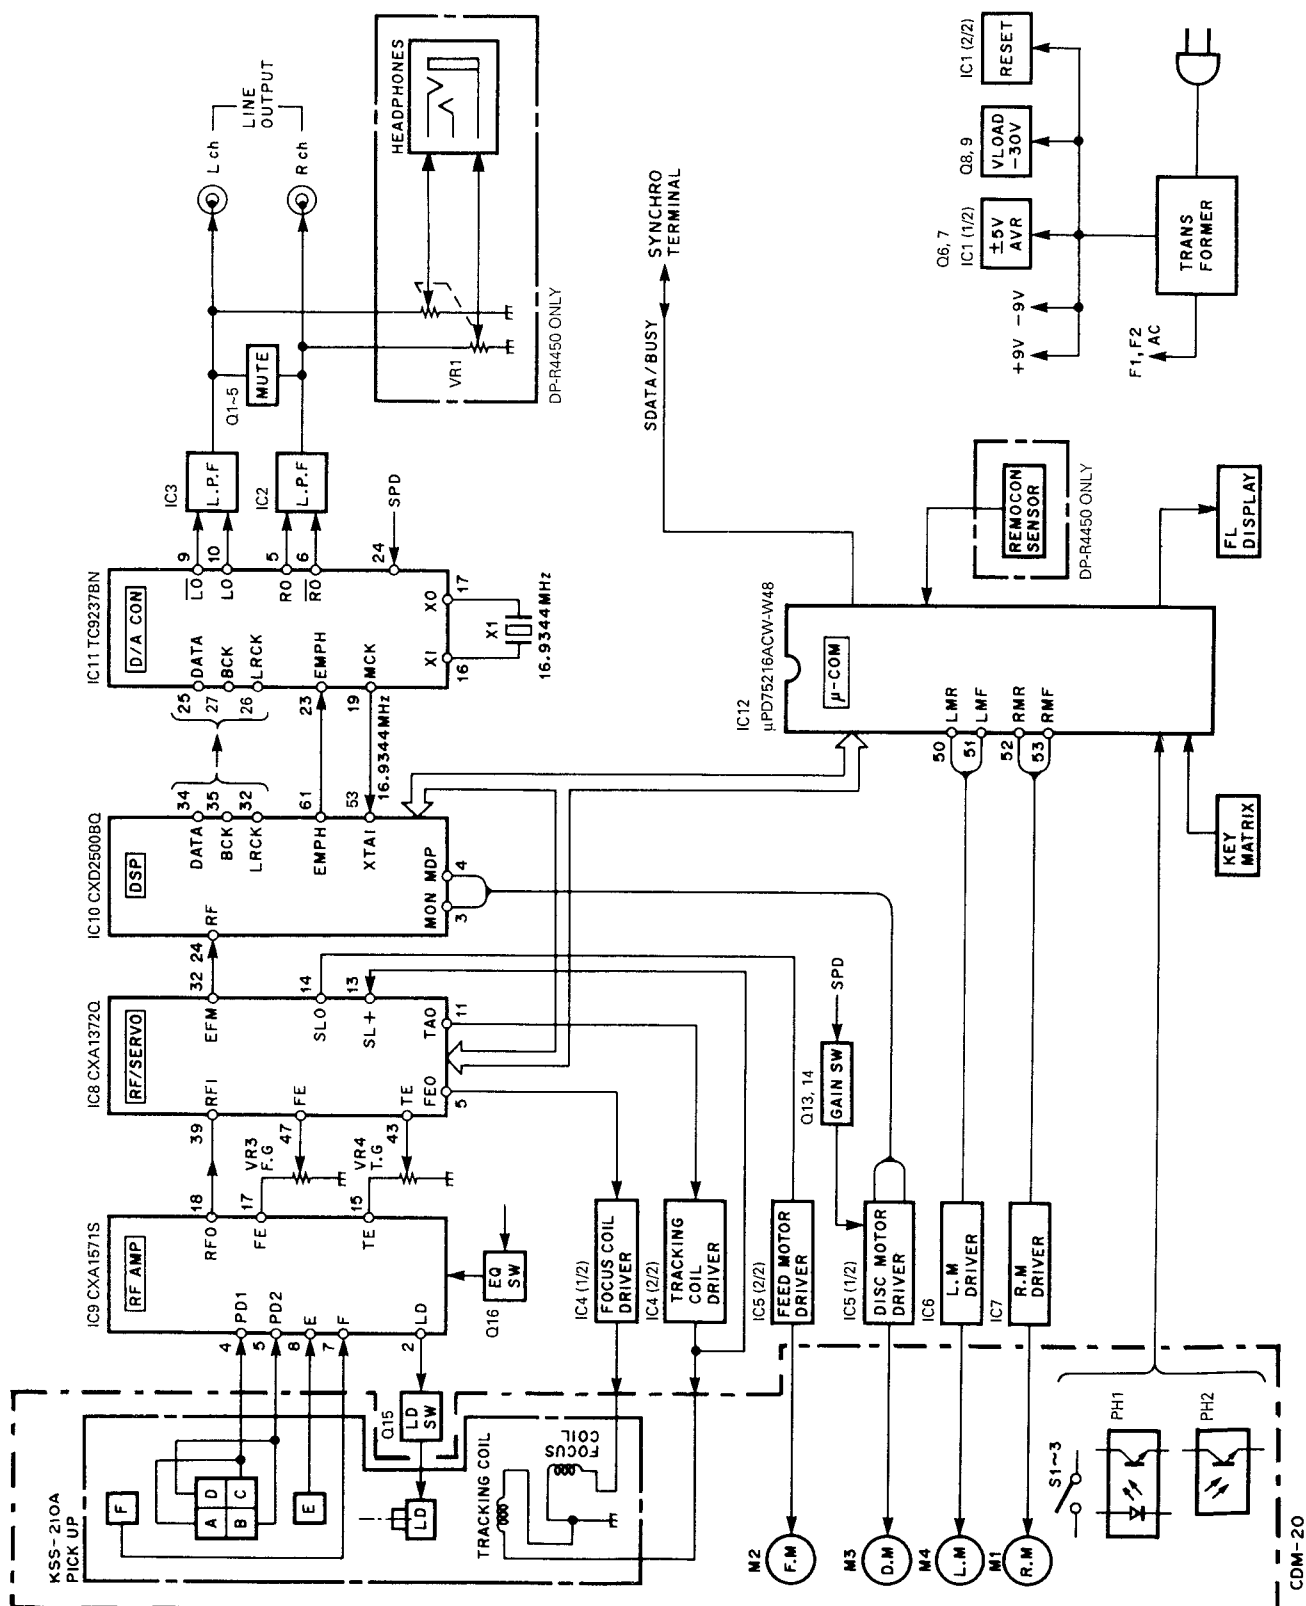 KSS-210A
PICK UP
F
A
D
B
C
E
LD
TRACKING COIL
FOCUS
COIL
Q15
LD
SW
IC9 CXA1571S
RF AMP
4
PD1
5
PD2
8
E
7
F
2
LD
RFO
18
FE
17
TE
15
EQ
SW
Q16
VR3
F.G
VR4
T.G
IC8 CXA1372Q
RF/SERVO
39
RFI
47
FE
43
TE
FEO
5
TAO
11
EFM
32
SLO
14
SL+
13
IC10 CXD2500BQ
DSP
24
RF
MON
3
MDP
4
DATA
34
BCK
35
LRCK
32
EMPH
61
XTAI
53
16.9344MHz
IC11 TC9237BN
D/A CON
25
DATA
27
BCK
26
LRCK
23
EMPH
19
MCK
XI
16
XO
17
X1
16.9344MHz
LO
9
LO
10
RO
5
RO
6
24
SPD
IC3
L.P.F
IC2
L.P.F
Q1~5
MUTE
L ch
R ch
LINE
OUTPUT
HEADPHONES
VR1
DP-R4450 ONLY
IC4 (1/2)
FOCUS COIL
DRIVER
IC4 (2/2)
TRACKING
COIL
DRIVER
IC5 (2/2)
FEED MOTOR
DRIVER
IC5 (1/2)
DISC MOTOR
DRIVER
Q13, 14
GAIN SW
SPD
IC6
L.M
DRIVER
IC7
R.M
DRIVER
M2
F.M
M3
D.M
M4
L.M
M1
R.M
S1~3
PH1
PH2
CDM-20
IC12
μPD75216ACW-W48
μ-COM
50
LMR
51
LMF
52
RMR
53
RMF
KEY
MATRIX
SDATA/BUSY
SYNCHRO
TERMINAL
REMOCON
SENSOR
DP-R4450 ONLY
FL
DISPLAY
+9V
-9V
F1, F2
AC
Q6, 7
IC1 (1/2)
±5V
AVR
Q8, 9
VLOAD
-30V
IC1 (2/2)
RESET
TRANS
FORMER